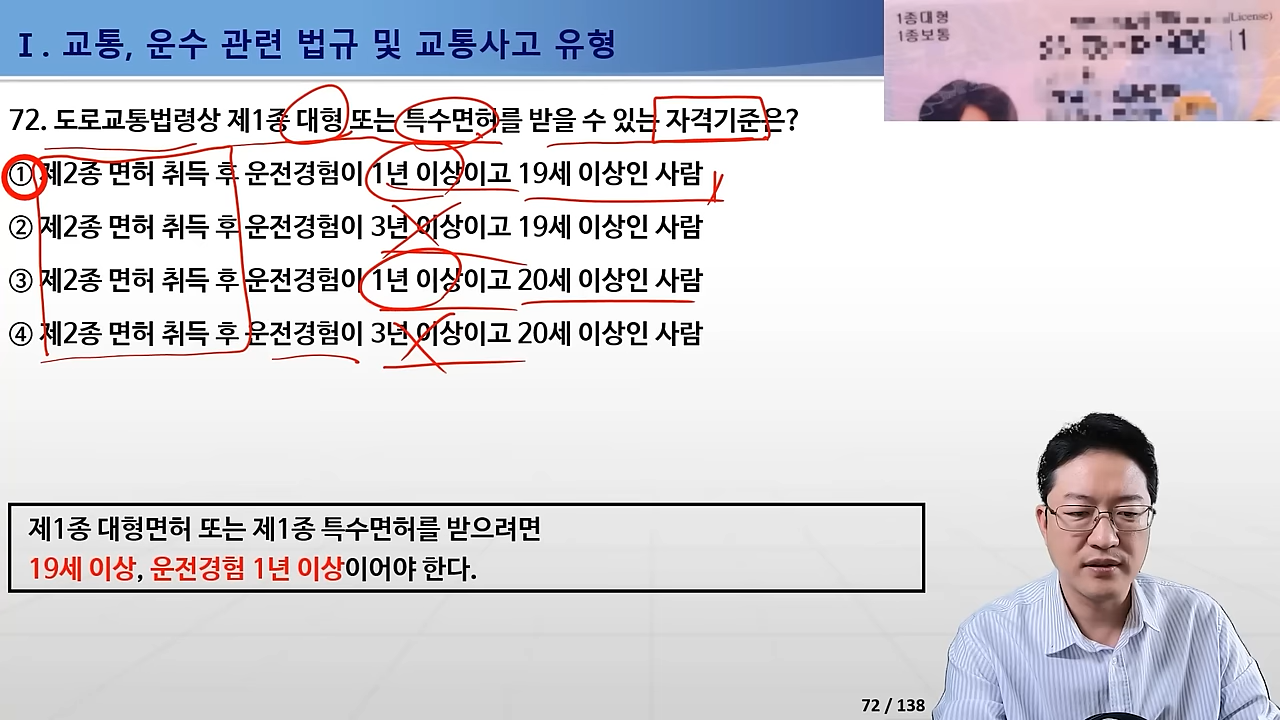 Ⅰ. 교통, 운수 관련 법규 및 교통사고 유형
1종대형
1종보통
(License)
72. 도로교통법령상 제1종 대형 또는 특수면허를 받을 수 있는 자격기준은?
① 제2종 면허 취득 후 운전경험이 1년 이상이고 19세 이상인 사람
② 제2종 면허 취득 후 운전경험이 3년 이상이고 19세 이상인 사람
③ 제2종 면허 취득 후 운전경험이 1년 이상이고 20세 이상인 사람
④ 제2종 면허 취득 후 운전경험이 3년 이상이고 20세 이상인 사람
제1종 대형면허 또는 제1종 특수면허를 받으려면
19세 이상, 운전경험 1년 이상이어야 한다.
72 / 138